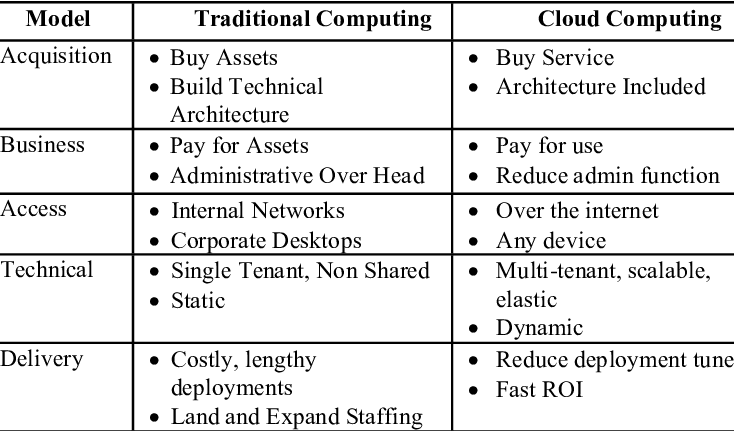 Model Traditional Computing Cloud Computing
Acquisition • Buy Assets • Buy Service
• Build Technical • Architecture Included
Architecture
Business • Pay for Assets • Pay for use
• Administrative Over Head • Reduce admin function
Access • Internal Networks • Over the internet
• Corporate Desktops • Any device
Technical • Single Tenant, Non Shared • Multi-tenant, scalable,
• Static elastic
• Dynamic
Delivery • Costly, lengthy • Reduce deployment tune
deployments • Fast ROI
• Land and Expand Staffing